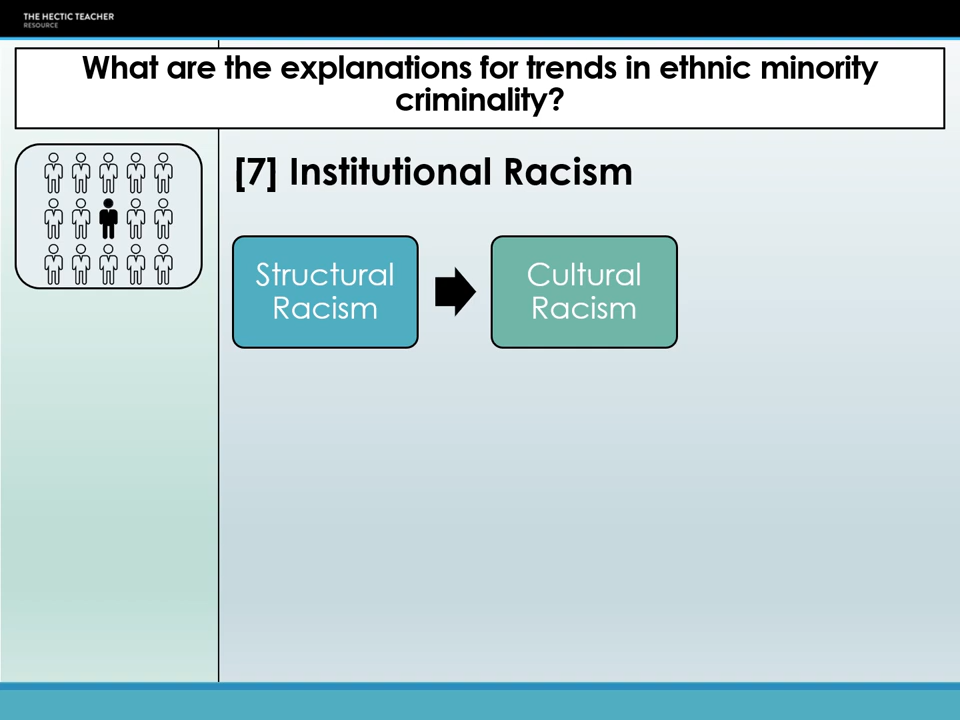 THE HECTIC TEACHER
RESOURCE
What are the explanations for trends in ethnic minority
criminality?
[7] Institutional Racism
Structural
Racism
Cultural
Racism